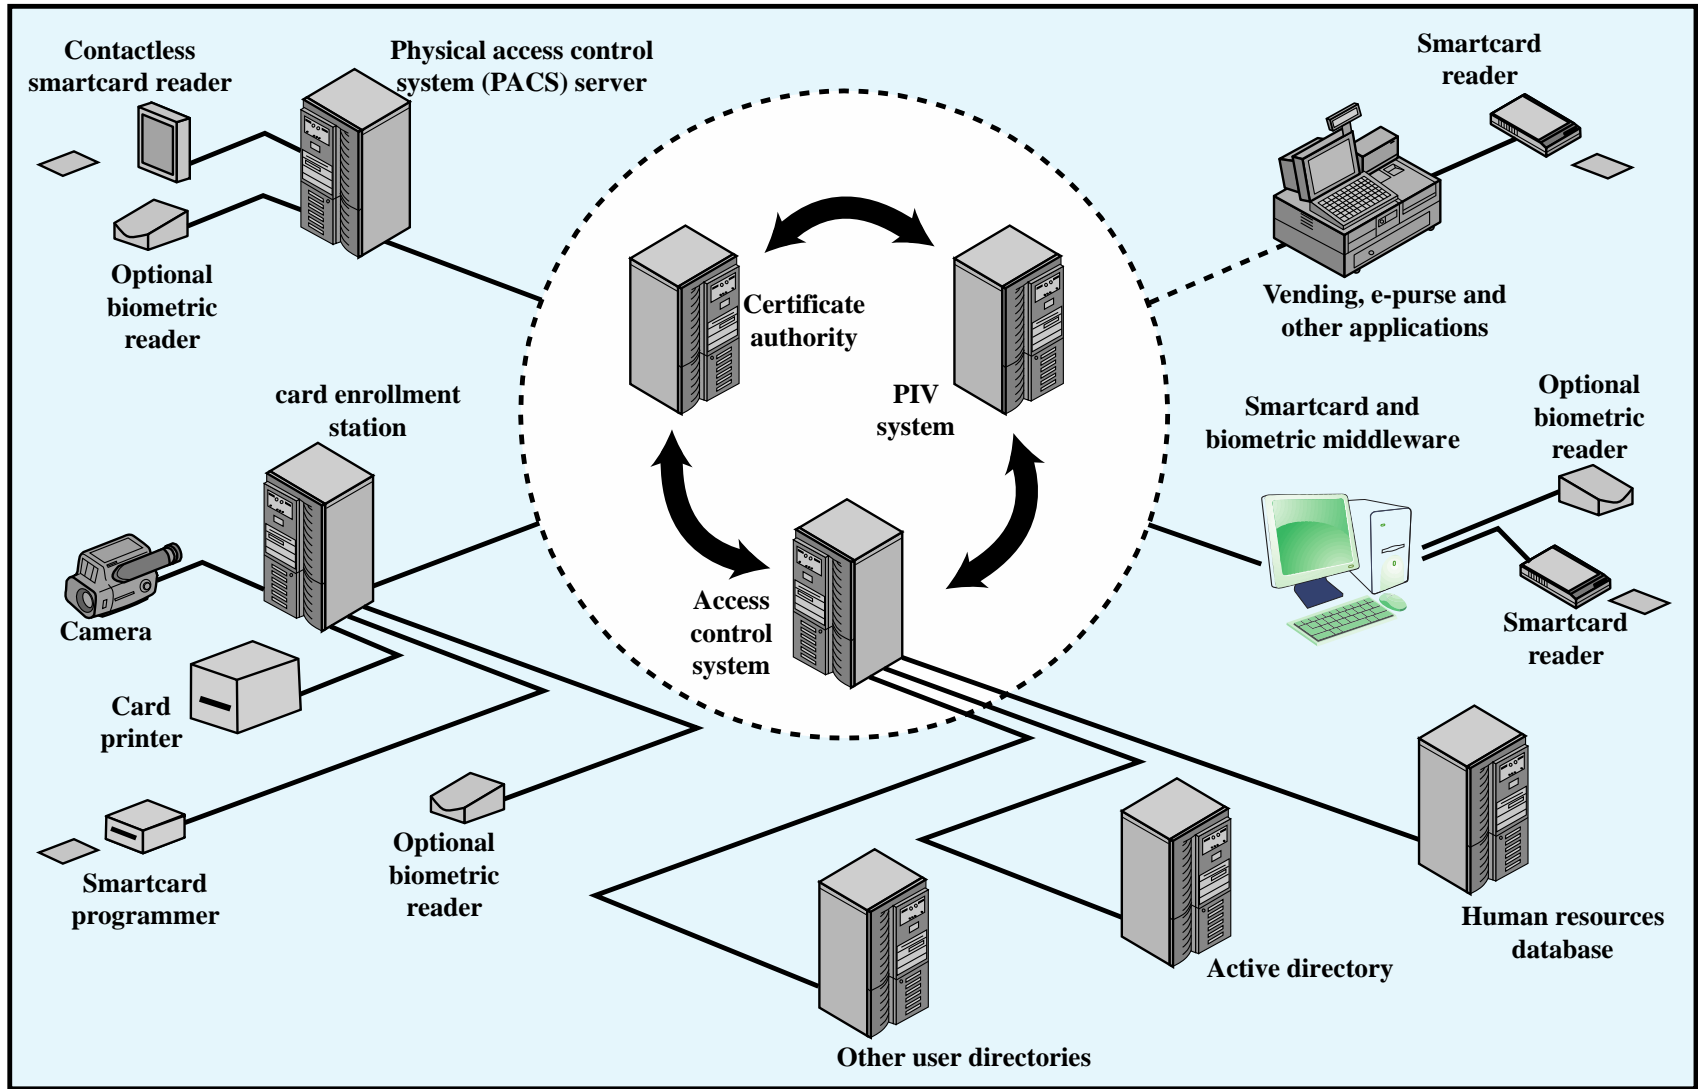 Contactless
smartcard reader
Physical access control
system (PACS) server
Smartcard
reader
Optional
biometric
reader
Certificate
authority
PIV
system
Access
control
system
Vending, e-purse and
other applications
card enrollment
station
Smartcard and
biometric middleware
Optional
biometric
reader
Camera
Smartcard
reader
Card
printer
Smartcard
programmer
Optional
biometric
reader
Human resources
database
Active directory
Other user directories